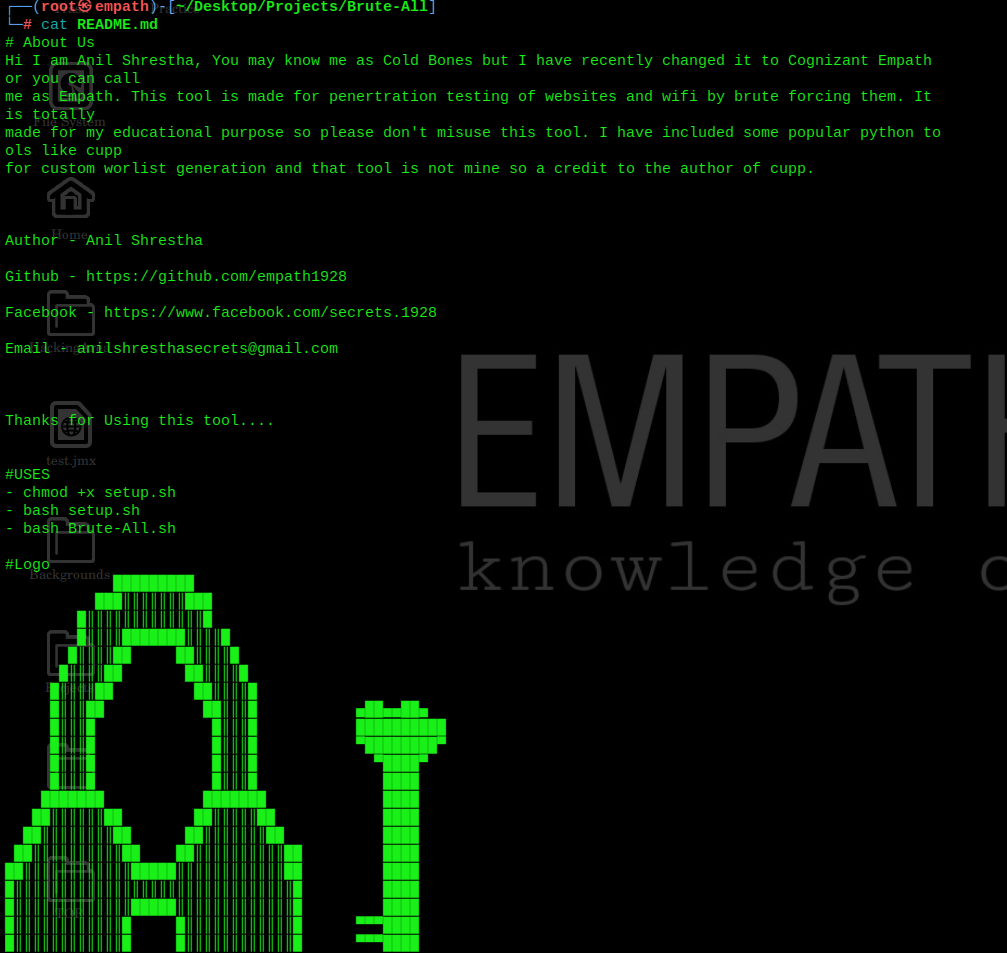 ┌──(root㉿empath)-[~/Desktop/Projects/Brute-All]
└─# cat README.md
# About Us
Hi I am Anil Shrestha, You may know me as Cold Bones but I have recently changed it to Cognizant Empath
or you can call
me as Empath. This tool is made for penertration testing of websites and wifi by brute forcing them. It
is totally
made for my educational purpose so please don't misuse this tool. I have included some popular python to
ols like cupp
for custom worlist generation and that tool is not mine so a credit to the author of cupp.
Author - Anil Shrestha
Github - https://github.com/empath1928
Facebook - https://www.facebook.com/secrets.1928
Email - anilshresthasecrets@gmail.com
Thanks for Using this tool....
#USES
- chmod +x setup.sh
- bash setup.sh
- bash Brute-All.sh
#Logo
File System
Home
test.jmx
Backgrounds
Projects
EMPATH
knowledge